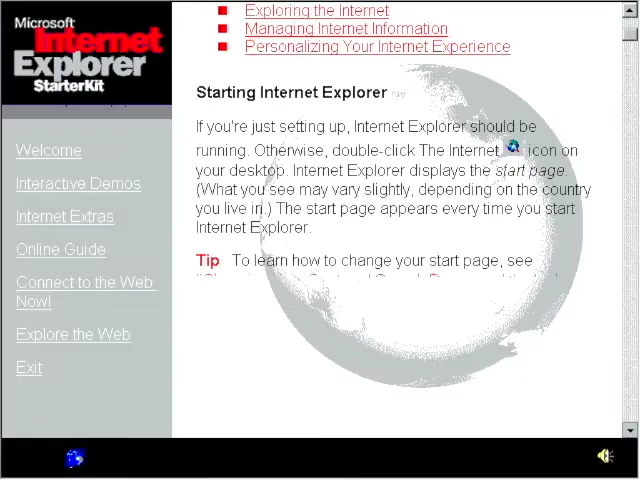 Microsoft
Internet
Explorer
StarterKit
Welcome
Interactive Demos
Internet Extras
Online Guide
Connect to the Web
Now!
Explore the Web
Exit
Exploring the Internet
Managing Internet Information
Personalizing Your Internet Experience
Starting Internet Explorer
If you're just setting up, Internet Explorer should be
running. Otherwise, double-click The Internet icon on
your desktop. Internet Explorer displays the start page.
(What you see may vary slightly, depending on the country
you live in.) The start page appears every time you start
Internet Explorer.
Tip To learn how to change your start page, see